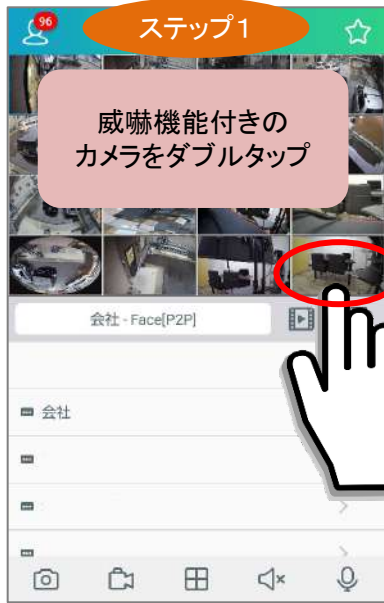 96
ステップ1
威嚇機能付きの
カメラをダブルタップ
会社 - Face[P2P]
会社